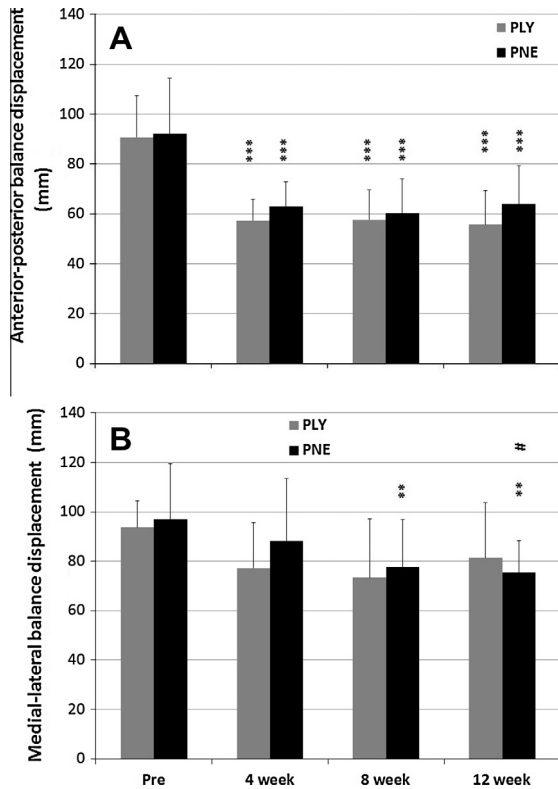 A
PLY
PNE
Anterior-posterior balance displacement
(mm)
140
120
100
80
60
40
20
0
*** ***
*** ***
*** ***
B
PLY
PNE
Medial-lateral balance displacement (mm)
140
120
100
80
60
40
20
0
**
#
**
Pre 4 week 8 week 12 week